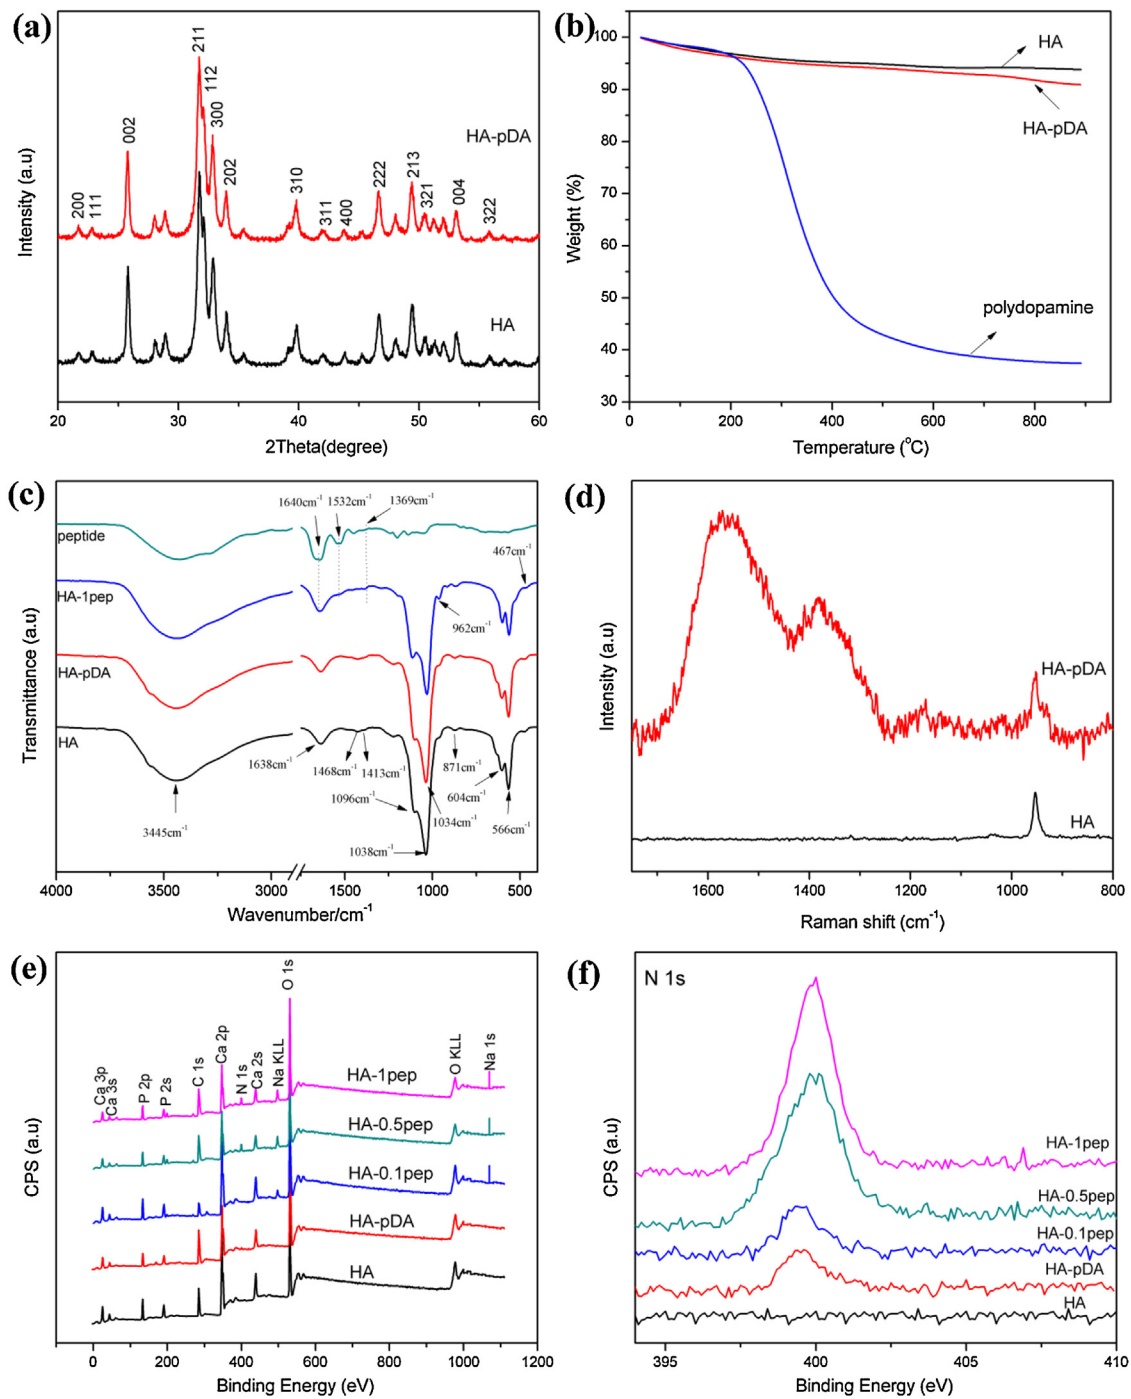 (a)
Intensity (a.u)
200
111
002
211
112
300
202
310
311
400
222
213
321
004
322
HA-pDA
HA
20 30 40 50 60
2Theta(degree)
(b)
Weight (%)
100
90
80
70
60
50
40
30
HA
HA-pDA
polydopamine
0 200 400 600 800
Temperature (°C)
(c)
Transmittance (a.u)
1640cm-1
1532cm-1
1369cm-1
467cm-1
peptide
HA-1pep
962cm-1
HA-pDA
HA
1638cm-1
1468cm-1
1413cm-1
871cm-1
3445cm-1
1096cm-1
1034cm-1
604cm-1
566cm-1
1038cm-1
4000 3500 3000 1500 1000 500
Wavenumber/cm-1
(d)
Intensity (a.u)
HA-pDA
HA
1600 1400 1200 1000 800
Raman shift (cm-1)
(e)
CPS (a.u)
Ca 3p
Ca 3s
P 2p
P 2s
C 1s
Ca 2p
N 1s
Ca 2s
Na KLL
O 1s
O KLL
Na 1s
HA-1pep
HA-0.5pep
HA-0.1pep
HA-pDA
HA
0 200 400 600 800 1000 1200
Binding Energy (eV)
(f)
N 1s
CPS (a.u)
HA-1pep
HA-0.5pep
HA-0.1pep
HA-pDA
HA
395 400 405 410
Binding Energy (eV)